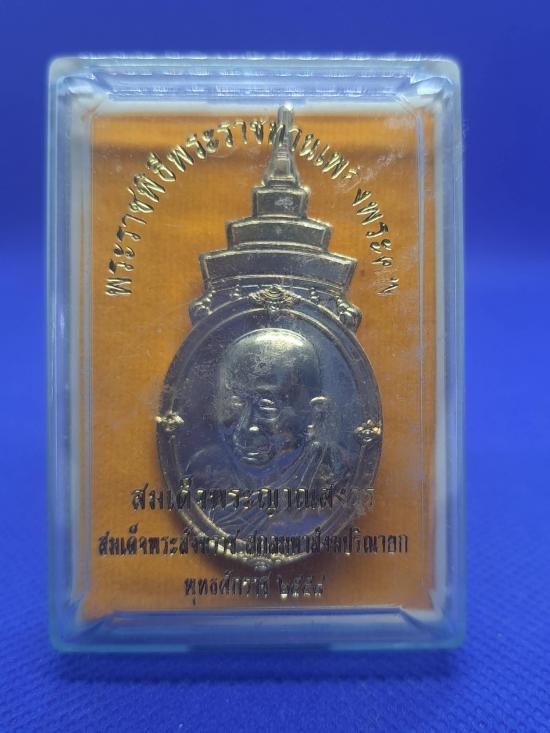 พระราชพิธีพระราชทานเพลิงพระศพ
สมเด็จพระญาณสังวร
สมเด็จพระสังฆราช สกลมหาสังฆปริณายก
พุทธศักราช ๒๕๕๘